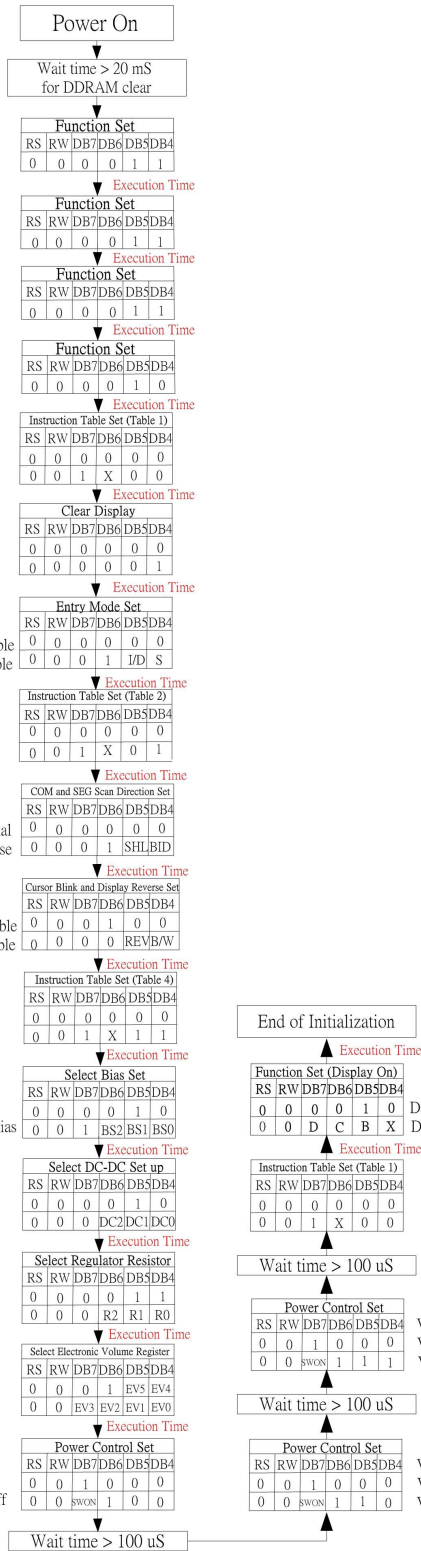 Power On
Wait time > 20 mS
for DDRAM clear
Function Set
RS RW DB7 DB6 DB5 DB4
0 0 0 0 1 1
Execution Time
Function Set
RS RW DB7 DB6 DB5 DB4
0 0 0 0 1 1
Execution Time
Function Set
RS RW DB7 DB6 DB5 DB4
0 0 0 0 1 1
Execution Time
Function Set
RS RW DB7 DB6 DB5 DB4
0 0 0 0 1 0
Execution Time
Instruction Table Set (Table 1)
RS RW DB7 DB6 DB5 DB4
0 0 0 0 0 0
0 0 1 X 0 0
Execution Time
Clear Display
RS RW DB7 DB6 DB5 DB4
0 0 0 0 0 0
0 0 0 0 0 1
Execution Time
Entry Mode Set
RS RW DB7 DB6 DB5 DB4
ble 0 0 0 0 0 0
ble 0 0 0 1 I/D S
Execution Time
Instruction Table Set (Table 2)
RS RW DB7 DB6 DB5 DB4
0 0 0 0 0 0
0 0 1 X 0 1
Execution Time
COM and SEG Scan Direction Set
RS RW DB7 DB6 DB5 DB4
al 0 0 0 0 0 0
se 0 0 0 1 SHL BID
Execution Time
Cursor Blink and Display Reverse Set
RS RW DB7 DB6 DB5 DB4
ble 0 0 0 1 0 0
ble 0 0 0 0 REV B/W
Execution Time
Instruction Table Set (Table 4)
RS RW DB7 DB6 DB5 DB4
0 0 0 0 0 0
0 0 1 X 1 1
Execution Time
Select Bias Set
RS RW DB7 DB6 DB5 DB4
0 0 0 0 1 0
ias 0 0 1 BS2 BS1 BS0
Execution Time
Select DC-DC Set up
RS RW DB7 DB6 DB5 DB4
0 0 0 0 1 0
0 0 0 DC2 DC1 DC0
Execution Time
Select Regulator Resistor
RS RW DB7 DB6 DB5 DB4
0 0 0 0 1 1
0 0 0 R2 R1 R0
Execution Time
Select Electronic Volume Register
RS RW DB7 DB6 DB5 DB4
0 0 0 1 EV5 EV4
0 0 EV3 EV2 EV1 EV0
Execution Time
Power Control Set
RS RW DB7 DB6 DB5 DB4
0 0 1 0 0 0
ff 0 0 SWON 1 0 0
Wait time > 100 uS
End of Initialization
Execution Time
Function Set (Display On)
RS RW DB7 DB6 DB5 DB4
0 0 0 0 1 0 D
0 0 D C B X D
Execution Time
Instruction Table Set (Table 1)
RS RW DB7 DB6 DB5 DB4
0 0 0 0 0 0
0 0 1 X 0 0
Wait time > 100 uS
Power Control Set
RS RW DB7 DB6 DB5 DB4
0 0 1 0 0 0
0 0 SWON 1 1 1
Wait time > 100 uS
Power Control Set
RS RW DB7 DB6 DB5 DB4
0 0 1 0 0 0
0 0 SWON 1 1 0